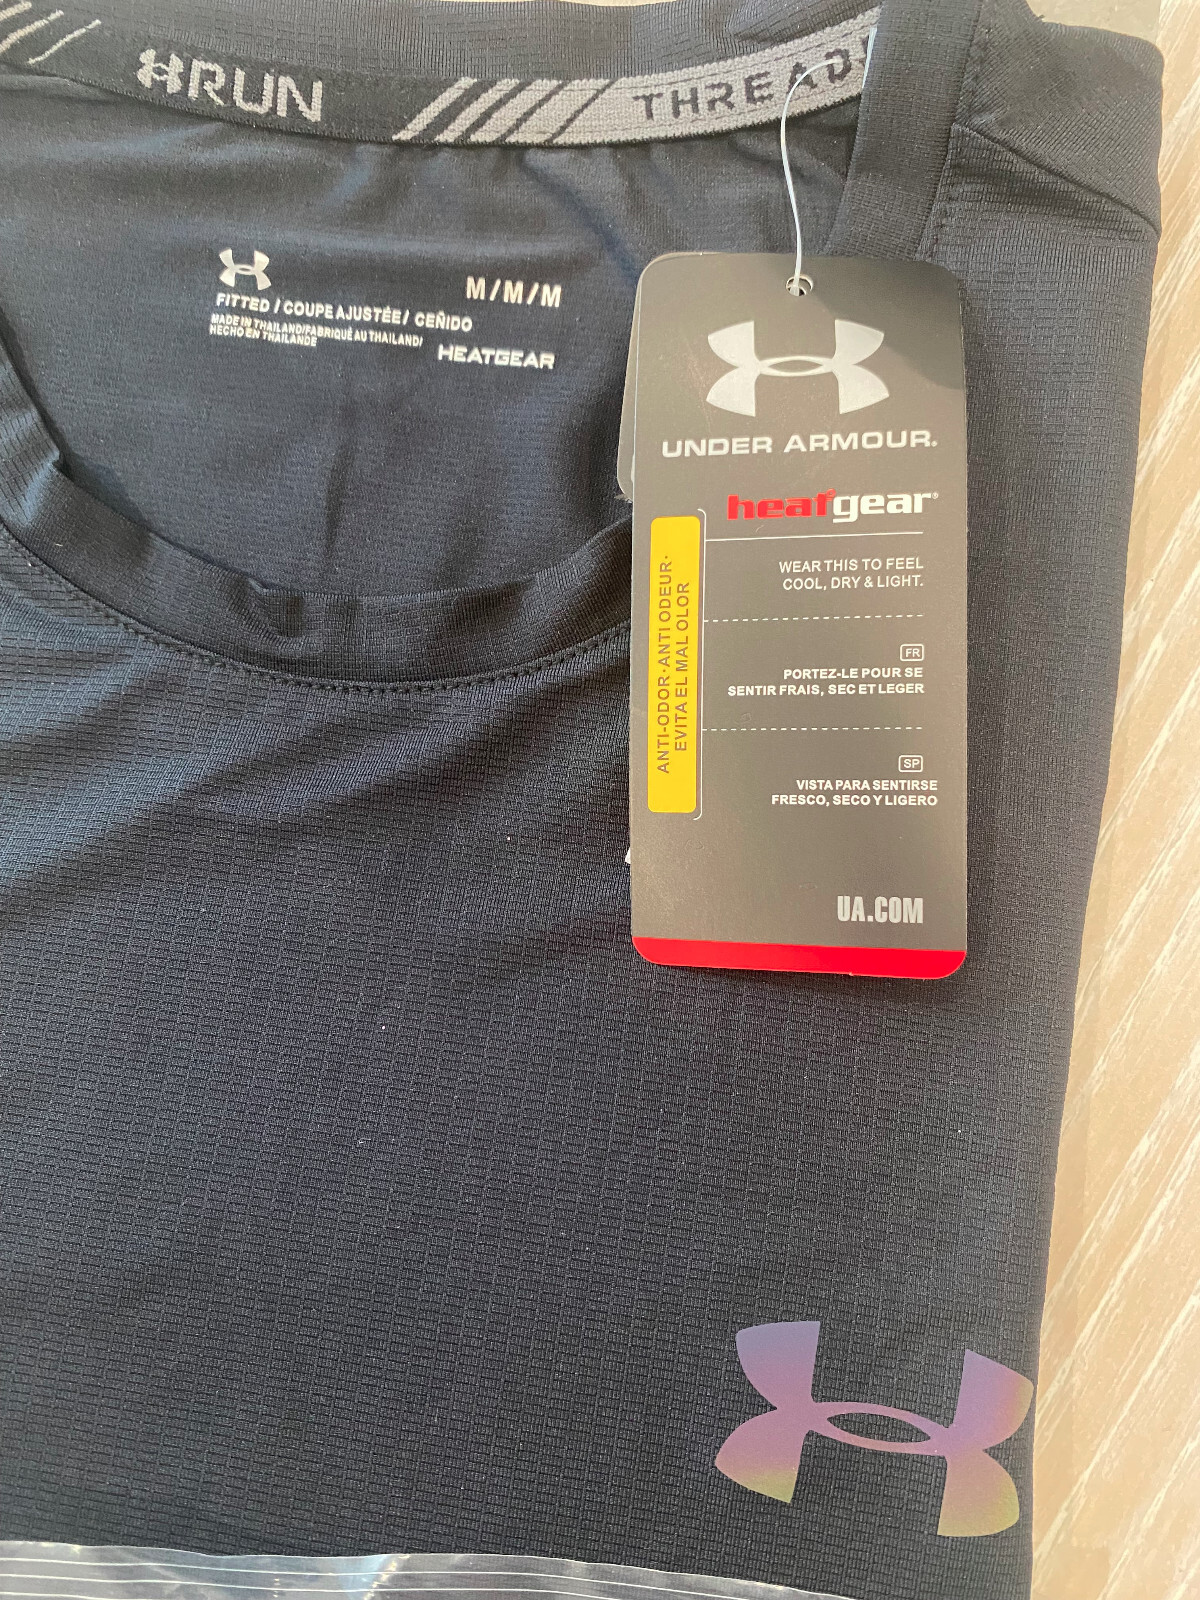 RUN
THREAD
M/M/M
FITTED / COUPE AJUSTÉE / CEÑIDO
MADE IN THAILAND/FABRIQUÉ AU THAILAND/
HECHO EN THAILANDE
HEATGEAR
UNDER ARMOUR.
heatgear®
ANTI-ODOR·ANTI ODEUR·
EVITA EL MAL OLOR
WEAR THIS TO FEEL
COOL, DRY & LIGHT.
FR
PORTEZ-LE POUR SE
SENTIR FRAIS, SEC ET LEGER
SP
VISTA PARA SENTIRSE
FRESCO, SECO Y LIGERO
UA.COM